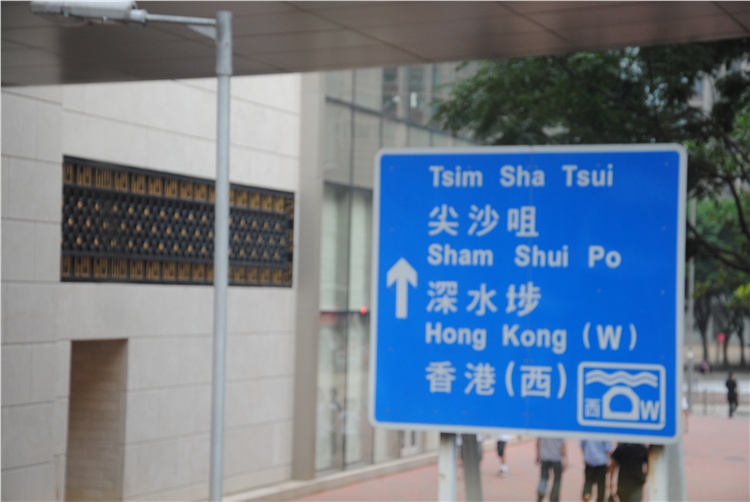 Tsim Sha Tsui
尖沙咀
Sham Shui Po
深水埗
Hong Kong (W)
香港(西)
西 W